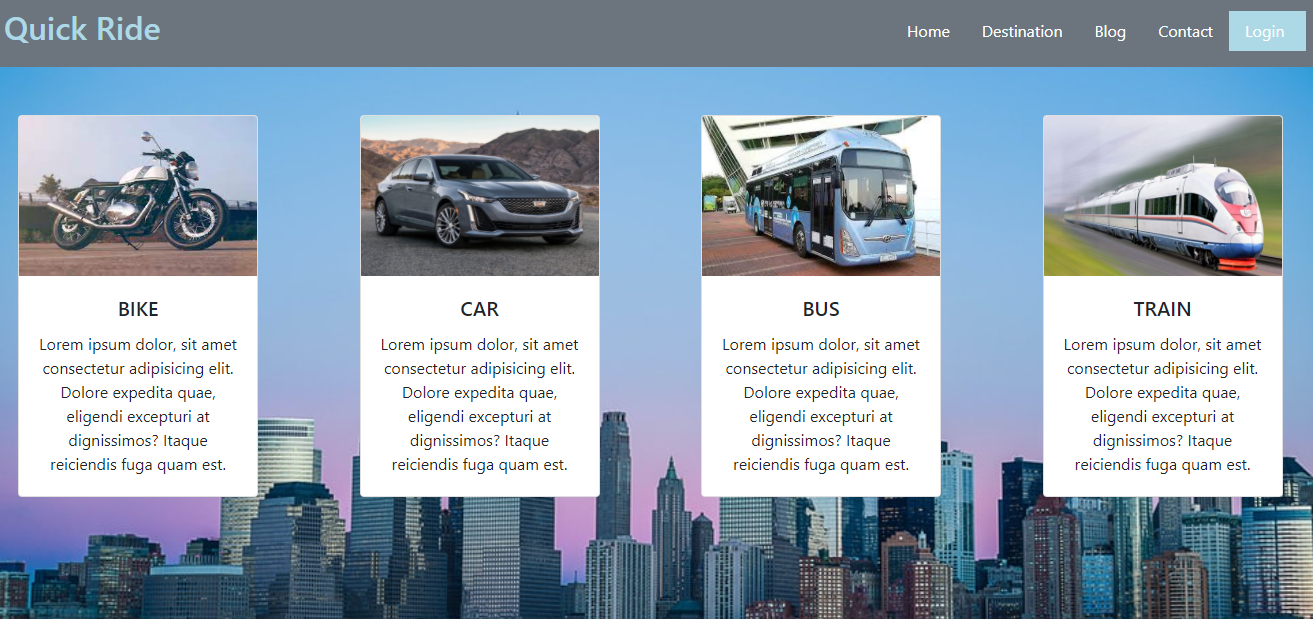 Quick Ride
Home
Destination
Blog
Contact
Login
BIKE
Lorem ipsum dolor, sit amet
consectetur adipisicing elit.
Dolore expedita quae,
eligendi excepturi at
dignissimos? Itaque
reiciendis fuga quam est.
CAR
Lorem ipsum dolor, sit amet
consectetur adipisicing elit.
Dolore expedita quae,
eligendi excepturi at
dignissimos? Itaque
reiciendis fuga quam est.
BUS
Lorem ipsum dolor, sit amet
consectetur adipisicing elit.
Dolore expedita quae,
eligendi excepturi at
dignissimos? Itaque
reiciendis fuga quam est.
TRAIN
Lorem ipsum dolor, sit amet
consectetur adipisicing elit.
Dolore expedita quae,
eligendi excepturi at
dignissimos? Itaque
reiciendis fuga quam est.